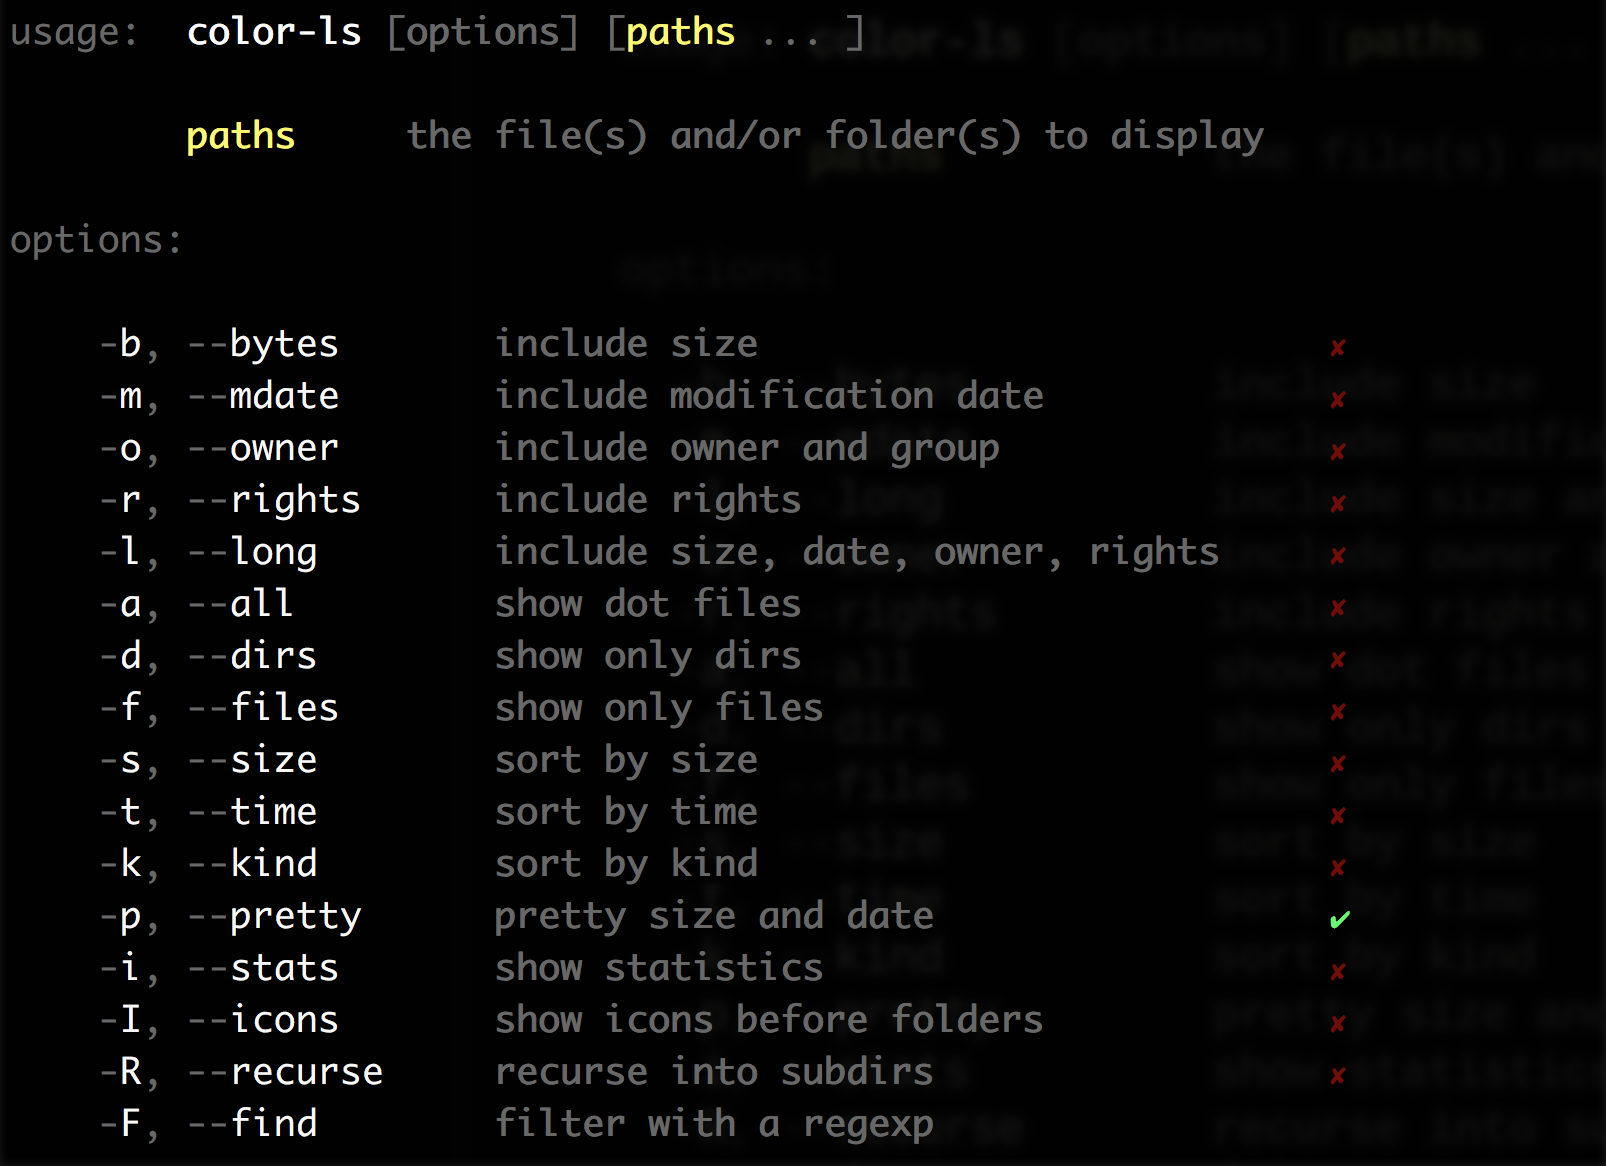 usage: color-ls [options] [paths ... ]
paths the file(s) and/or folder(s) to display
options:
-b, --bytes include size ✘
-m, --mdate include modification date ✘
-o, --owner include owner and group ✘
-r, --rights include rights ✘
-l, --long include size, date, owner, rights ✘
-a, --all show dot files ✘
-d, --dirs show only dirs ✘
-f, --files show only files ✘
-s, --size sort by size ✘
-t, --time sort by time ✘
-k, --kind sort by kind ✘
-p, --pretty pretty size and date ✔
-i, --stats show statistics ✘
-I, --icons show icons before folders ✘
-R, --recurse recurse into subdirs ✘
-F, --find filter with a regexp